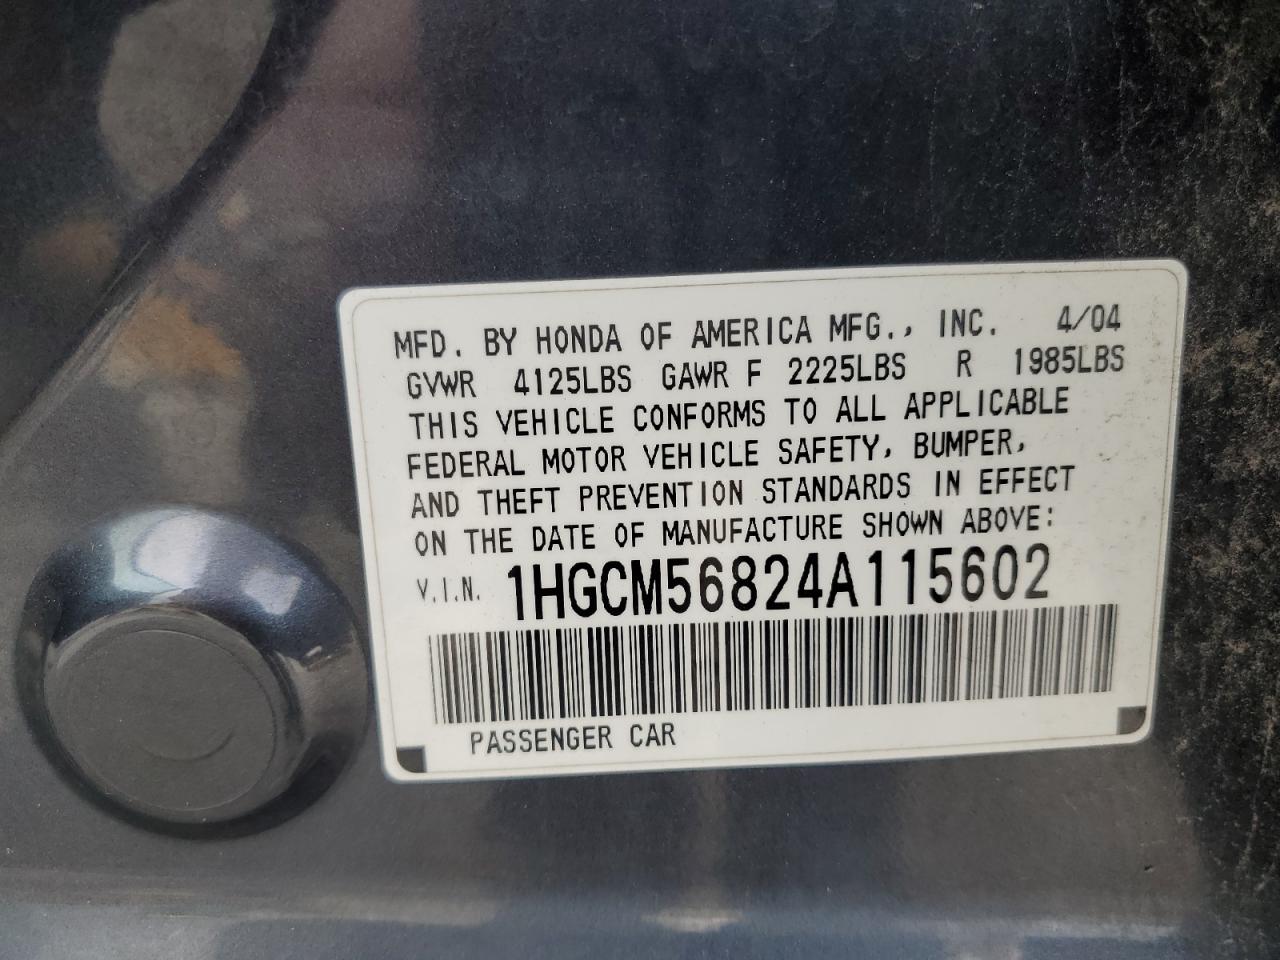 MFD. BY HONDA OF AMERICA MFG., INC. 4/04
GVWR 4125LBS GAWR F 2225LBS R 1985LBS
THIS VEHICLE CONFORMS TO ALL APPLICABLE
FEDERAL MOTOR VEHICLE SAFETY, BUMPER,
AND THEFT PREVENTION STANDARDS IN EFFECT
ON THE DATE OF MANUFACTURE SHOWN ABOVE:
V.I.N. 1HGCM56824A115602
PASSENGER CAR